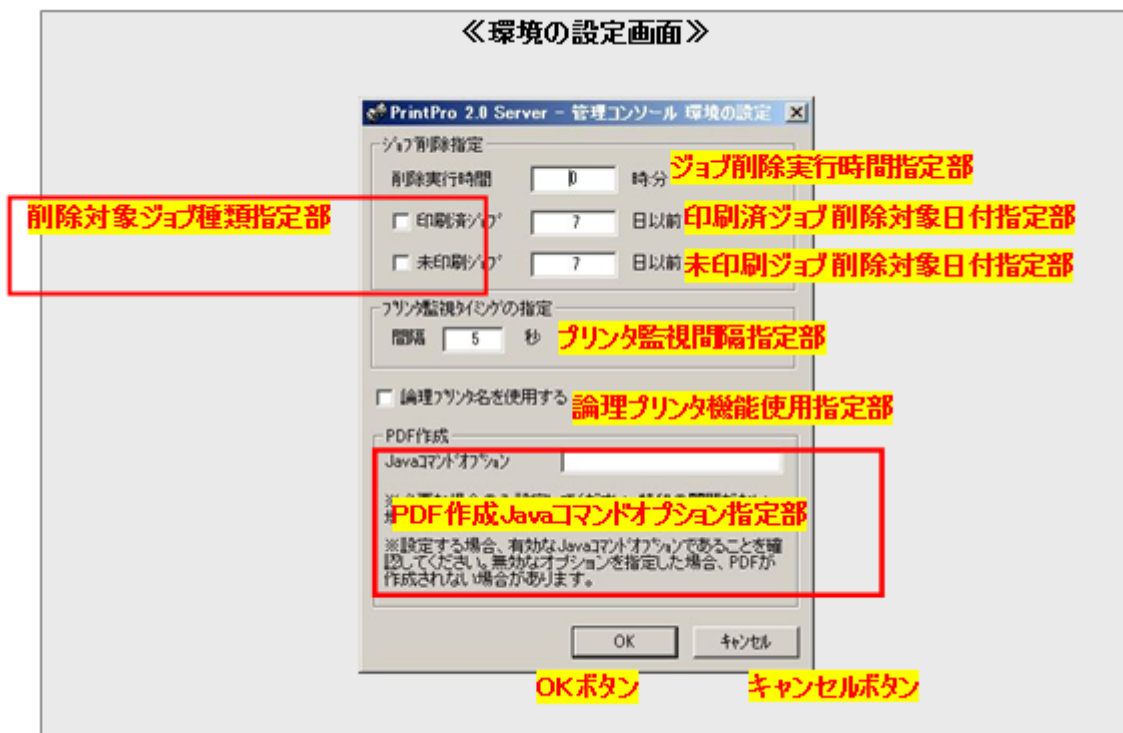 ≪環境の設定画面≫
PrintPro 2.0 Server - 管理コンソール 環境の設定
ジョブ削除指定
ジョブ削除実行時間指定部
削除実行時間 0 時:分
削除対象ジョブ種類指定部
印刷済ジョブ 7 日以前 印刷済ジョブ削除対象日付指定部
未印刷ジョブ 7 日以前 未印刷ジョブ削除対象日付指定部
プリンタ監視タイミングの指定
間隔 5 秒 プリンタ監視間隔指定部
論理プリンタ名を使用する 論理プリンタ機能使用指定部
PDF作成
Javaコマンドオプション
PDF作成Javaコマンドオプション指定部
※設定する場合、有効なJavaコマンドオプションであることを確
認してください。無効なオプションを指定した場合、PDFが
作成されない場合があります。
OK キャンセル
OKボタン キャンセルボタン